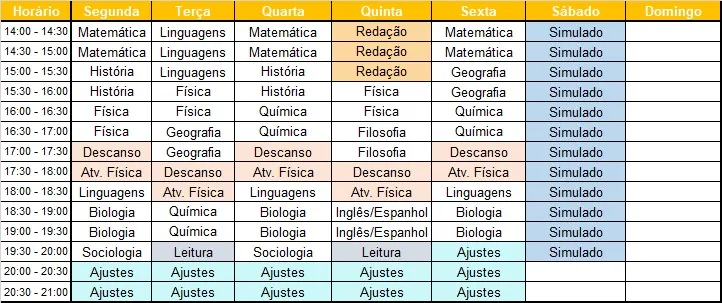 Horário Segunda Terça Quarta Quinta Sexta Sábado Domingo
14:00 - 14:30 Matemática Linguagens Matemática Redação Matemática Simulado
14:30 - 15:00 Matemática Linguagens Matemática Redação Matemática Simulado
15:00 - 15:30 História Linguagens História Redação Geografia Simulado
15:30 - 16:00 História Física História Física Geografia Simulado
16:00 - 16:30 Física Física Química Física Química Simulado
16:30 - 17:00 Física Geografia Química Filosofia Química Simulado
17:00 - 17:30 Descanso Geografia Descanso Filosofia Descanso Simulado
17:30 - 18:00 Atv. Física Descanso Atv. Física Descanso Atv. Física Simulado
18:00 - 18:30 Linguagens Atv. Física Linguagens Atv. Física Linguagens Simulado
18:30 - 19:00 Biologia Química Biologia Inglês/Espanhol Biologia Simulado
19:00 - 19:30 Biologia Química Biologia Inglês/Espanhol Biologia Simulado
19:30 - 20:00 Sociologia Leitura Sociologia Leitura Ajustes Simulado
20:00 - 20:30 Ajustes Ajustes Ajustes Ajustes Ajustes
20:30 - 21:00 Ajustes Ajustes Ajustes Ajustes Ajustes